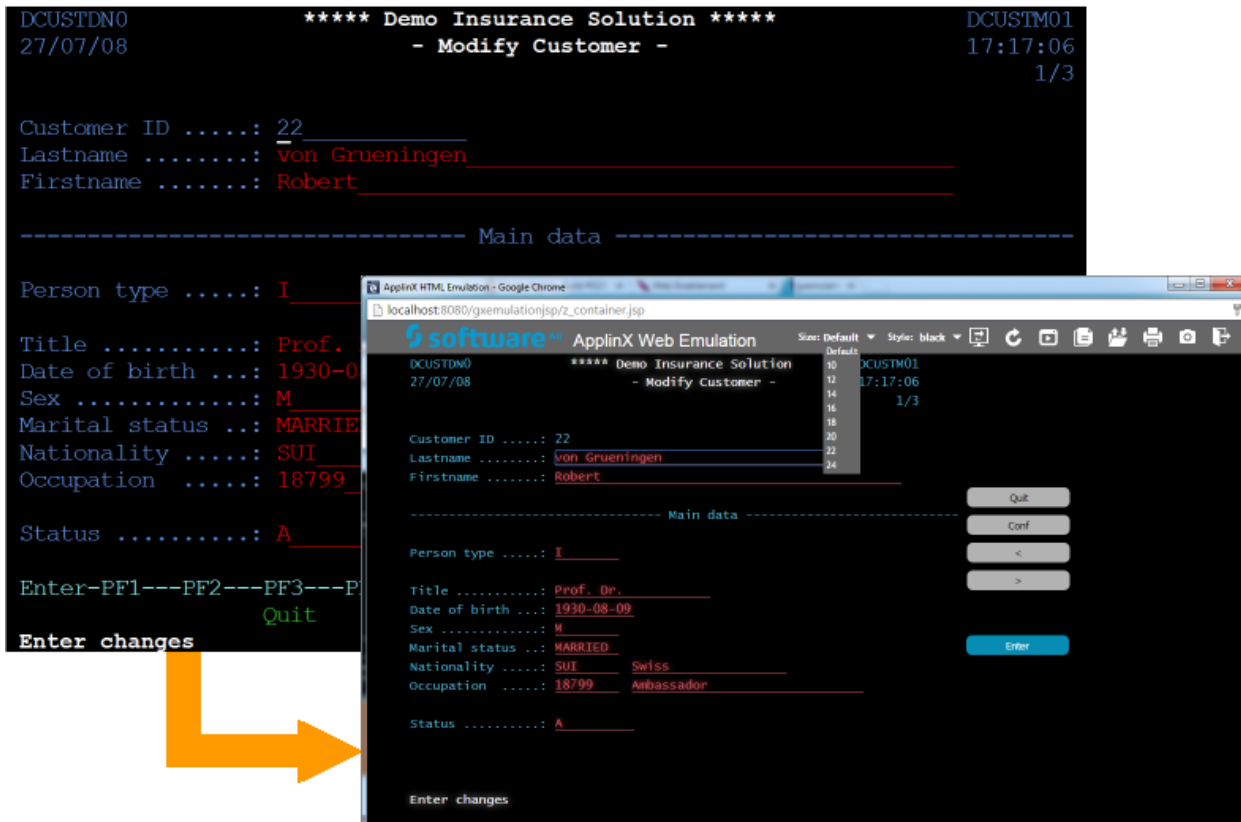 DCUSTDN0 ***** Demo Insurance Solution ***** DCUSTM01
27/07/08 - Modify Customer - 17:17:06
1/3
Customer ID .....: 22
Lastname ........: von Grueningen
Firstname .......: Robert
---------------------------------- Main data ----------------------------------
Person type .....: I
Title ...........: Prof.
Date of birth ...: 1930-0
Sex .............: M
Marital status ..: MARRIE
Nationality .....: SUI
Occupation .....: 18799
Status ..........: A
Enter-PF1---PF2---PF3---P
Quit
Enter changes
ApplinX HTML Emulation - Google Chrome
localhost:8080/gxemulationjsp/z_container.jsp
software AG ApplinX Web Emulation Size: Default Style: black
Default
10
12
14
16
18
20
22
24
DCUSTDN0 ***** Demo Insurance Solution DCUSTM01
27/07/08 - Modify Customer - 17:17:06
1/3
Customer ID .....: 22
Lastname ........: von Grueningen
Firstname .......: Robert
-------------------------------- Main data ---------------------------
Person type .....: I
Title ...........: Prof. Dr.
Date of birth ...: 1930-08-09
Sex .............: M
Marital status ..: MARRIED
Nationality .....: SUI Swiss
Occupation .....: 18799 Ambassador
Status ..........: A
Enter changes
Quit
Conf
<
>
Enter